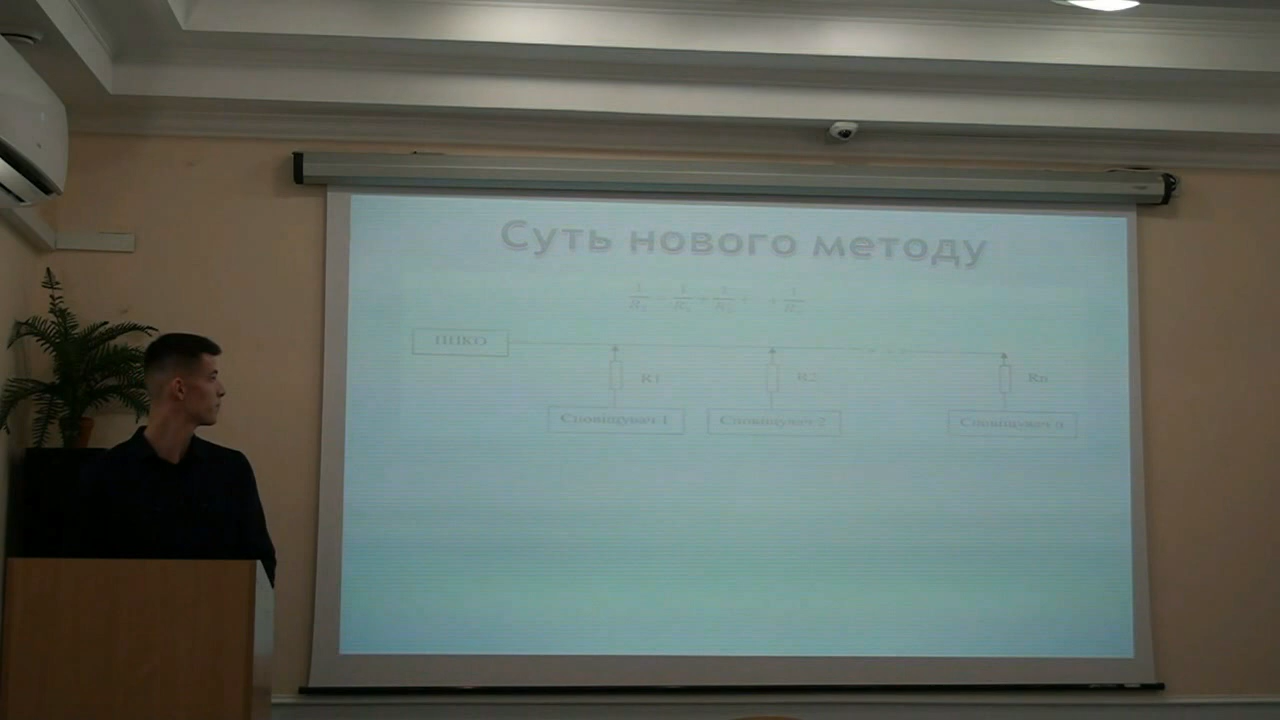 Суть нового методу
ППКО
R1 R2 Rn
Сповіщувач 1 Сповіщувач 2 Сповіщувач n